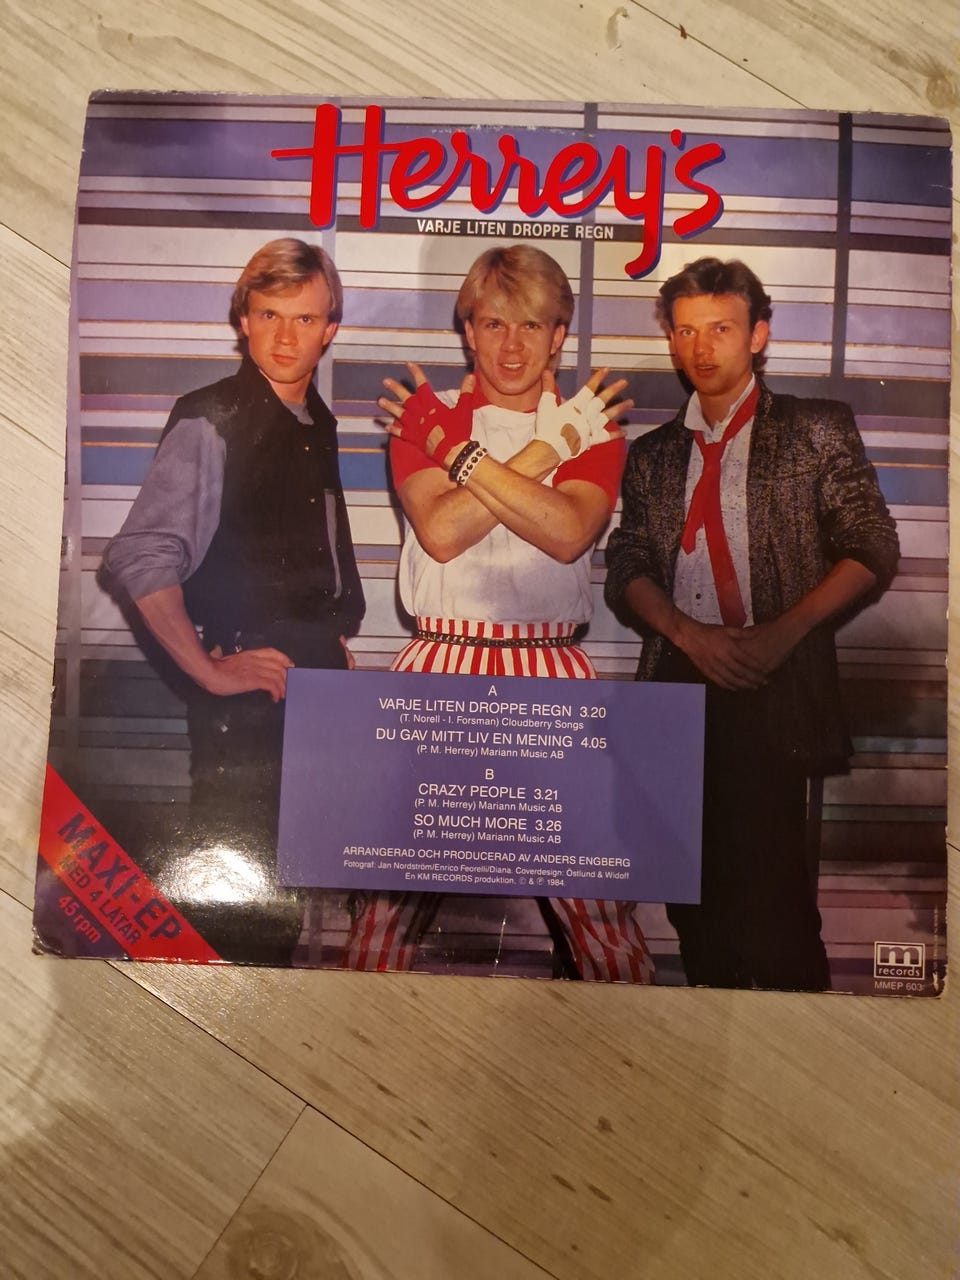 Herrey's
VARJE LITEN DROPPE REGN
A
VARJE LITEN DROPPE REGN 3.20
(T. Norell - I. Forsman) Cloudberry Songs
DU GAV MITT LIV EN MENING 4.05
(P. M. Herrey) Mariann Music AB
B
CRAZY PEOPLE 3.21
(P. M. Herrey) Mariann Music AB
SO MUCH MORE 3.26
(P. M. Herrey) Mariann Music AB
ARRANGERAD OCH PRODUCERAD AV ANDERS ENGBERG
Fotograf: Jan Nordström/Enrico Feorelli/Diana. Coverdesign: Östlund & Widoff
En KM RECORDS produktion. © & ℗ 1984.
MAXI-EP
MED 4 LÅTAR
45 rpm
m
records
MMEP 603